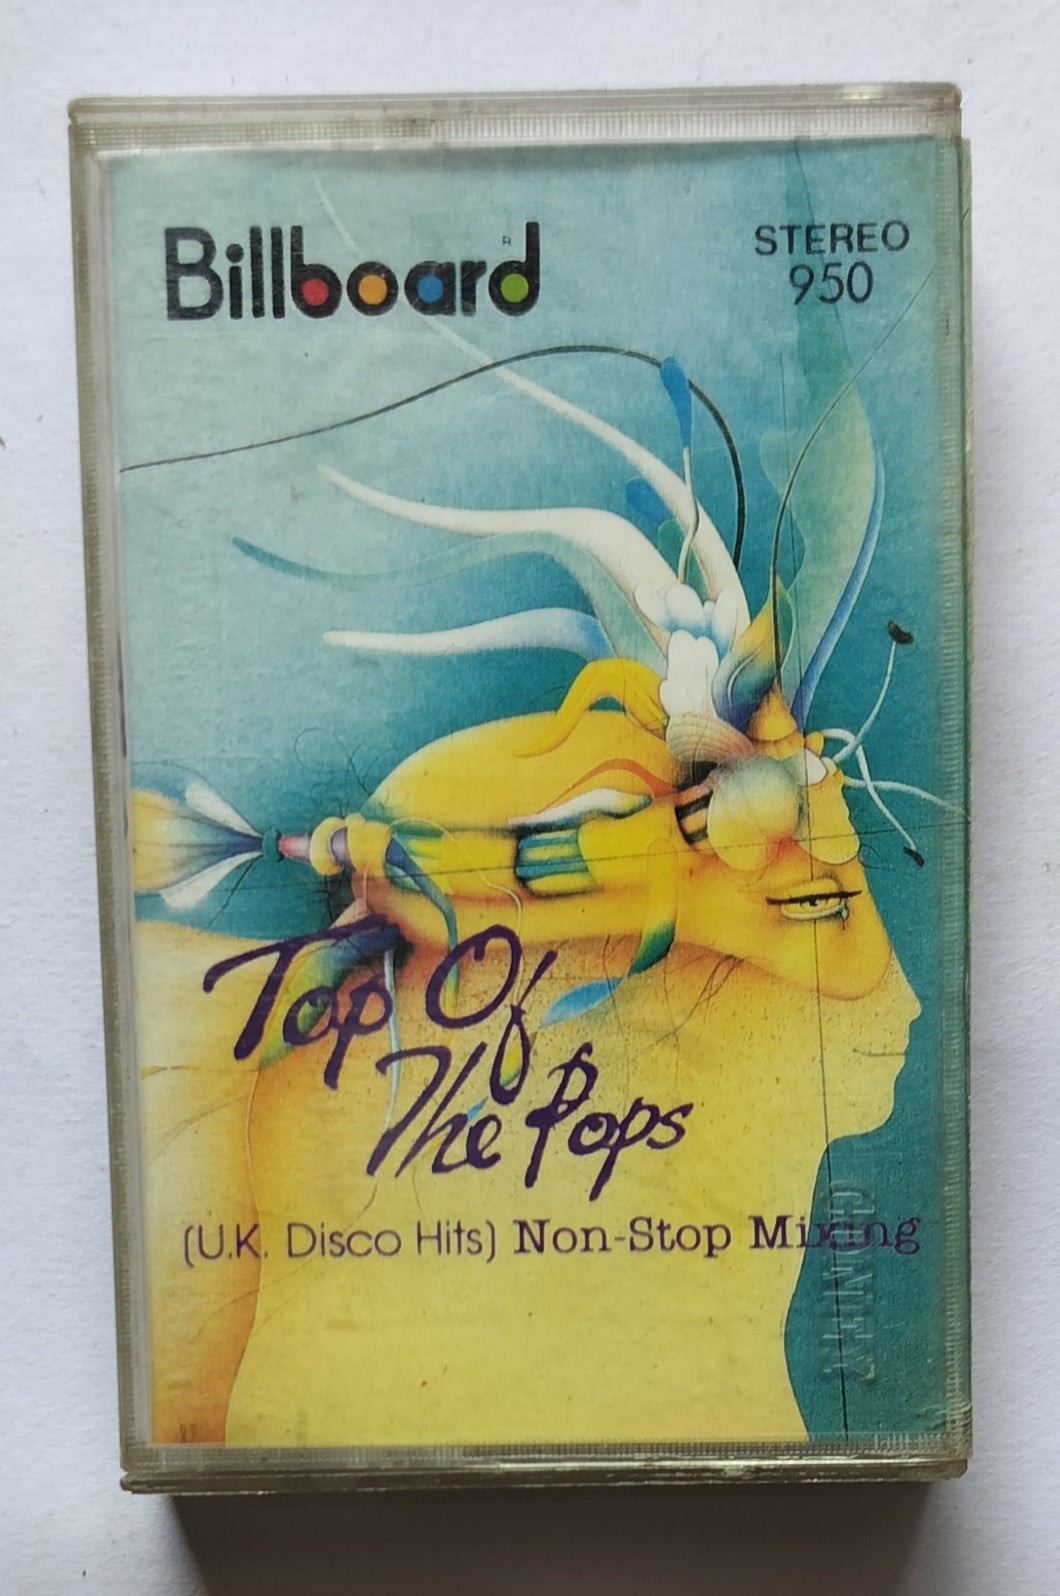 Billboard
R
STEREO
950
Top Of
The Pops
(U.K. Disco Hits) Non-Stop Mixing